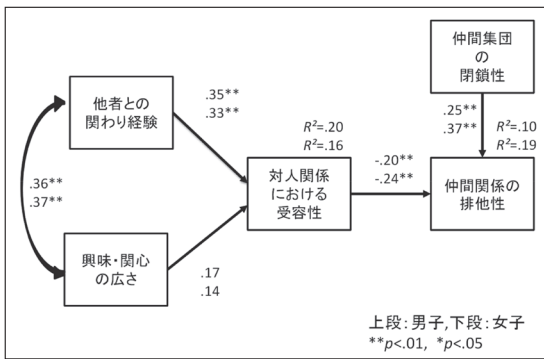 仲間集団
の
閉鎖性
他者との
関わり経験
.35**
.33**
.25**
.37**
R²=.20
R²=.16
R²=.10
R²=.19
.36**
.37**
対人関係
における
受容性
-.20**
-.24**
仲間関係の
排他性
興味・関心
の広さ
.17
.14
上段：男子,下段：女子
**p<.01, *p<.05